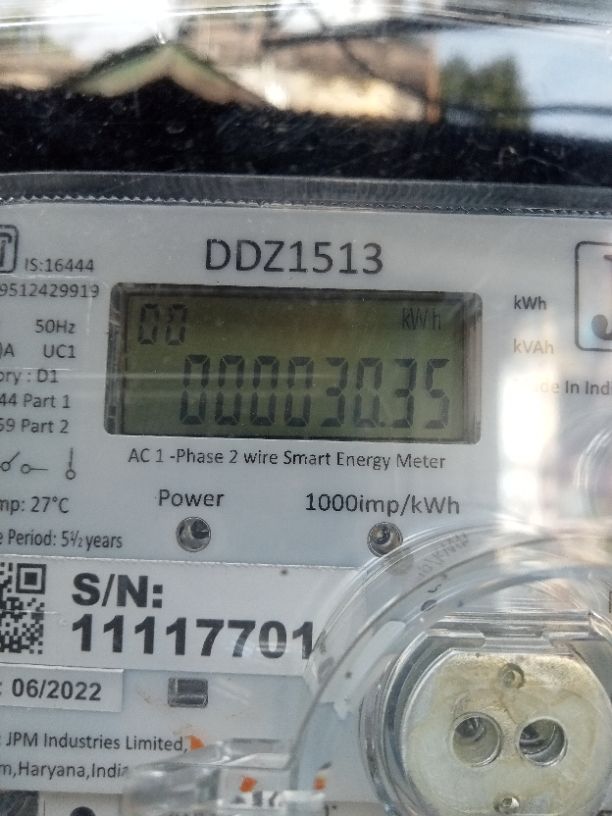 IS:16444
DDZ1513
9512429919
kWh
50Hz
00
kWh
A UC1
kVAh
ory : D1
00003035
44 Part 1
59 Part 2
de In Indi
AC 1 -Phase 2 wire Smart Energy Meter
mp: 27°C
Power
1000imp/kWh
e Period: 5½ years
S/N:
11117701
: 06/2022
: JPM Industries Limited,
m,Haryana,India